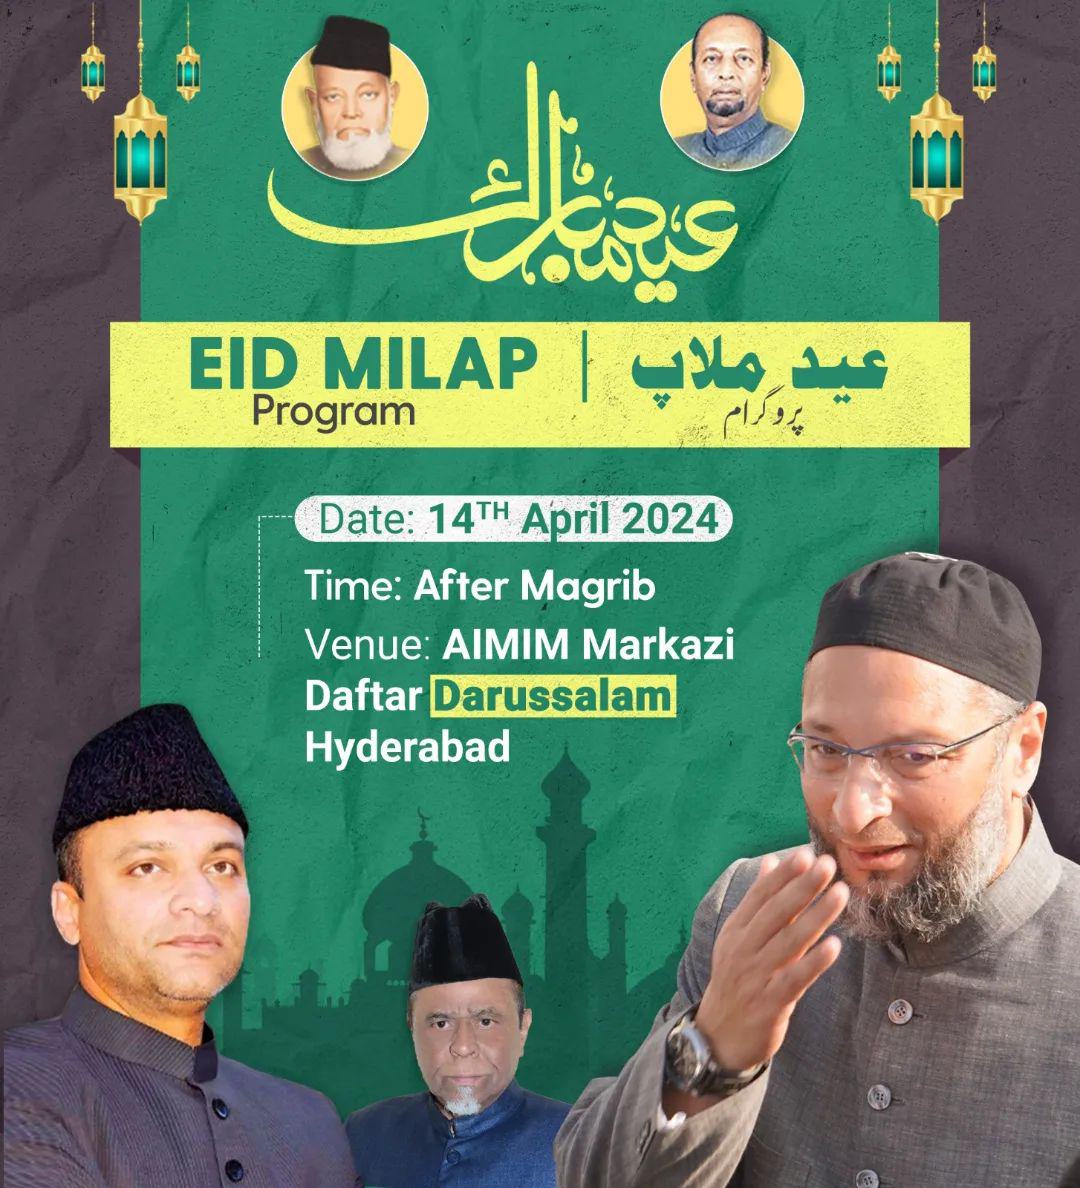 عید مبارک
EID MILAP | عید ملاپ
Program
پروگرام
Date: 14TH April 2024
Time: After Magrib
Venue: AIMIM Markazi
Daftar Darussalam
Hyderabad